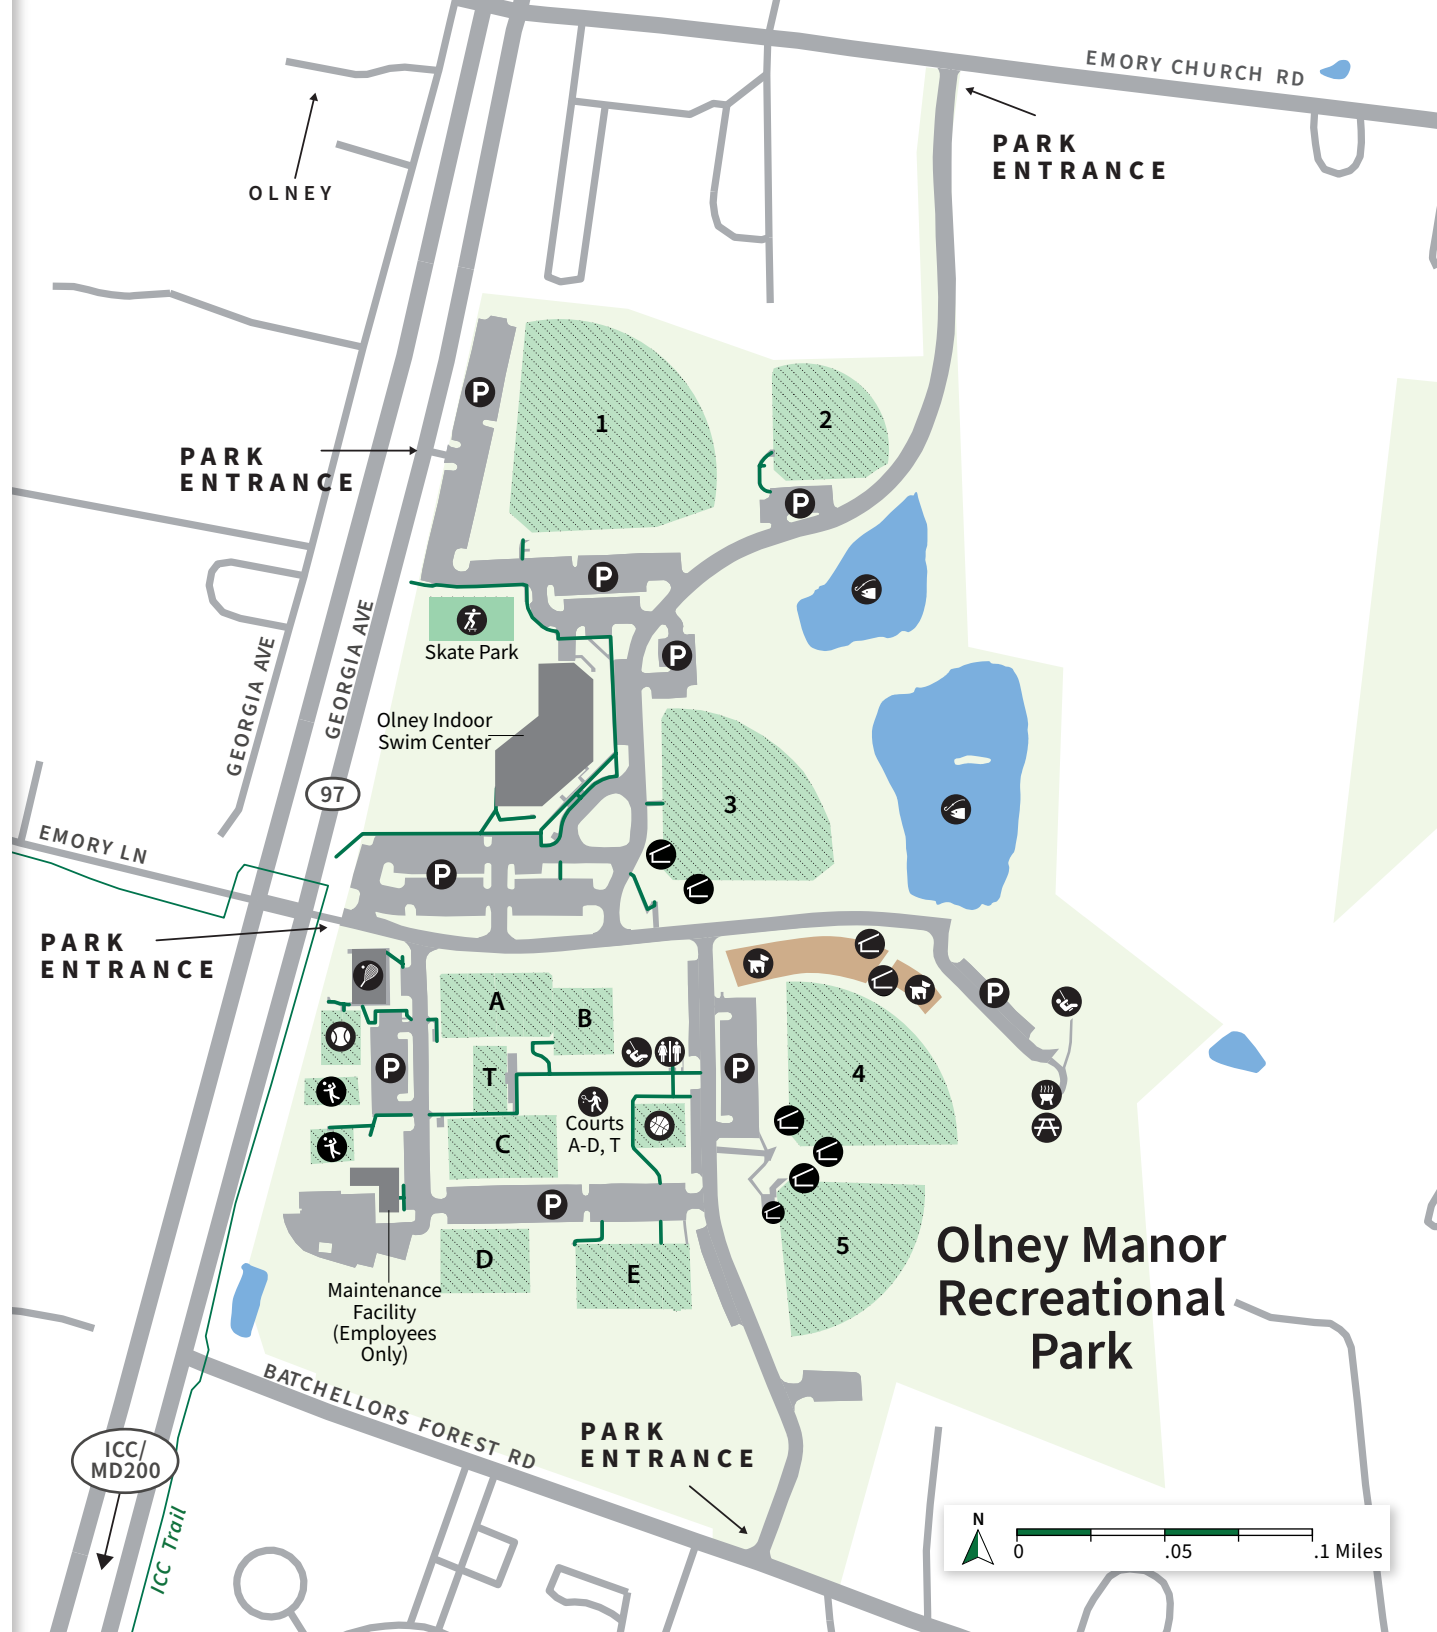 EMORY CHURCH RD
PARK
ENTRANCE
OLNEY
P
1
2
PARK
ENTRANCE
P
P
Skate Park
P
GEORGIA AVE
GEORGIA AVE
Olney Indoor
Swim Center
97
3
EMORY LN
P
PARK
ENTRANCE
P
A
B
T
P
P
4
Courts
A-D, T
C
P
5
D
E
Olney Manor
Recreational
Park
Maintenance
Facility
(Employees
Only)
BATCHELLORS FOREST RD
PARK
ENTRANCE
ICC/
MD200
ICC Trail
N
0
.05
.1 Miles